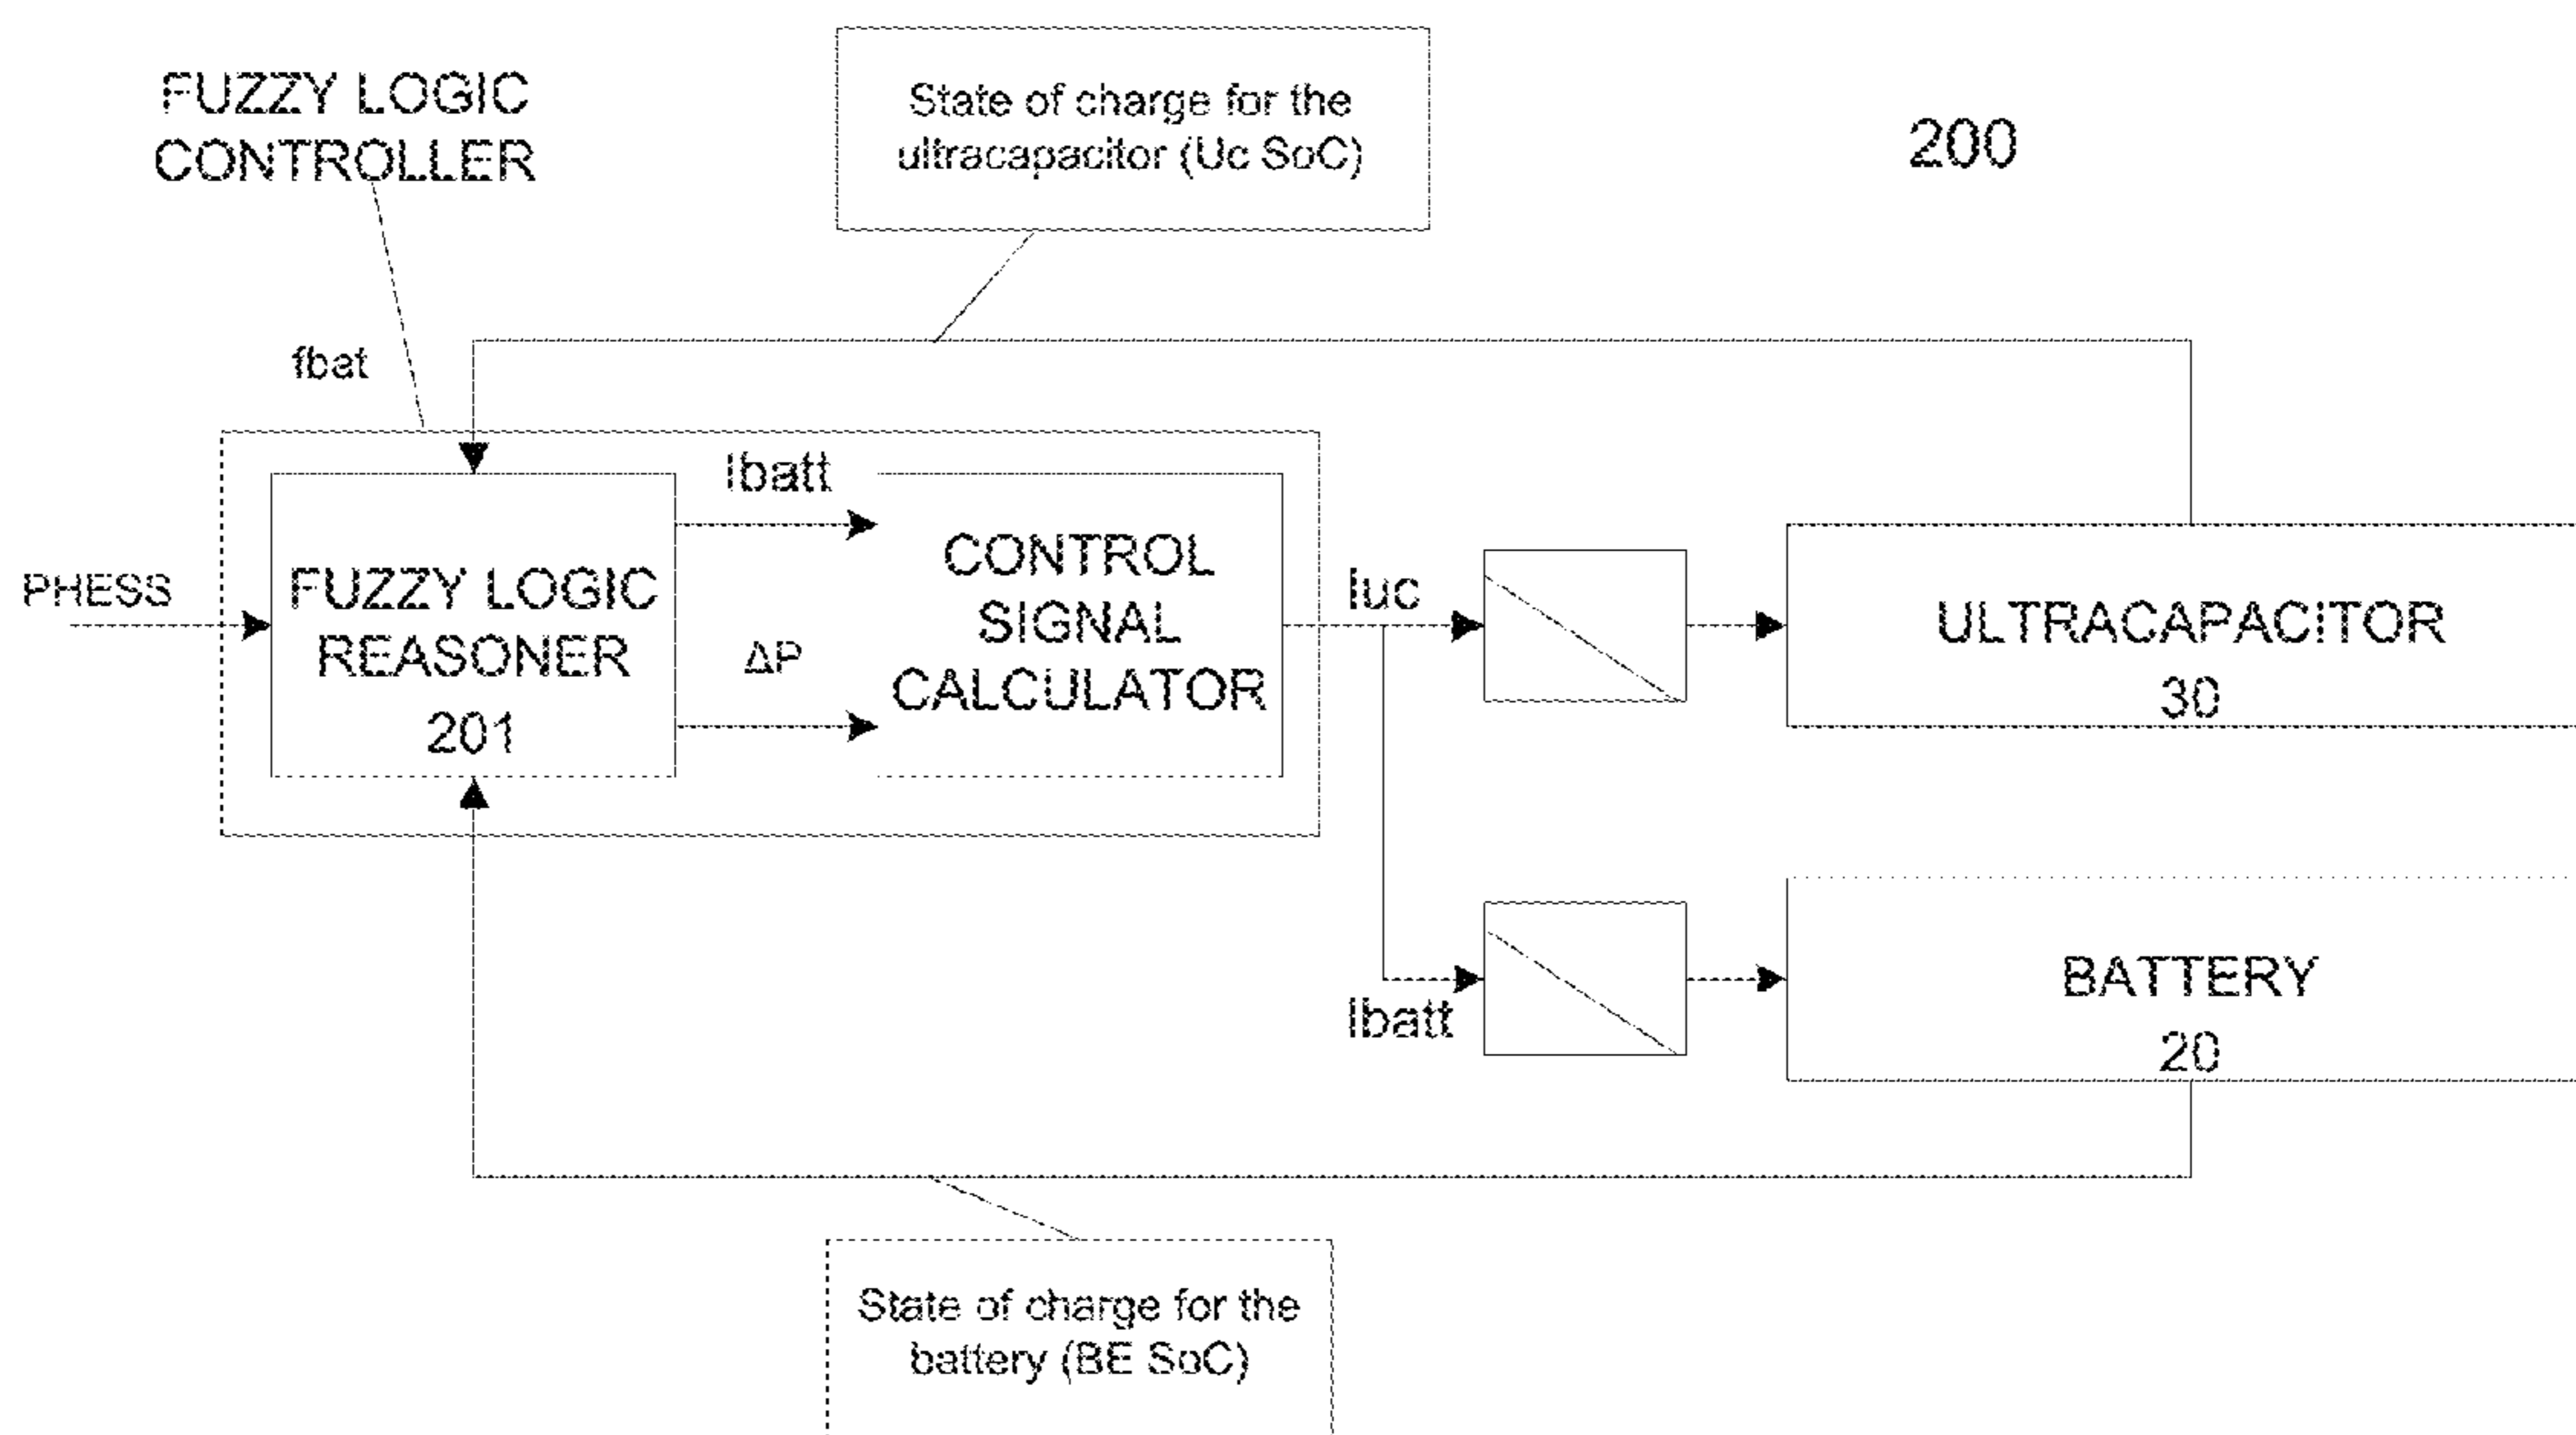 FUZZY LOGIC
CONTROLLER
State of charge for the
ultracapacitor (Uc SoC)
200
fbat
Ibatt
PHESS
FUZZY LOGIC
REASONER
201
ΔP
CONTROL
SIGNAL
CALCULATOR
Iuc
ULTRACAPACITOR
30
Ibatt
BATTERY
20
State of charge for the
battery (BE SoC)